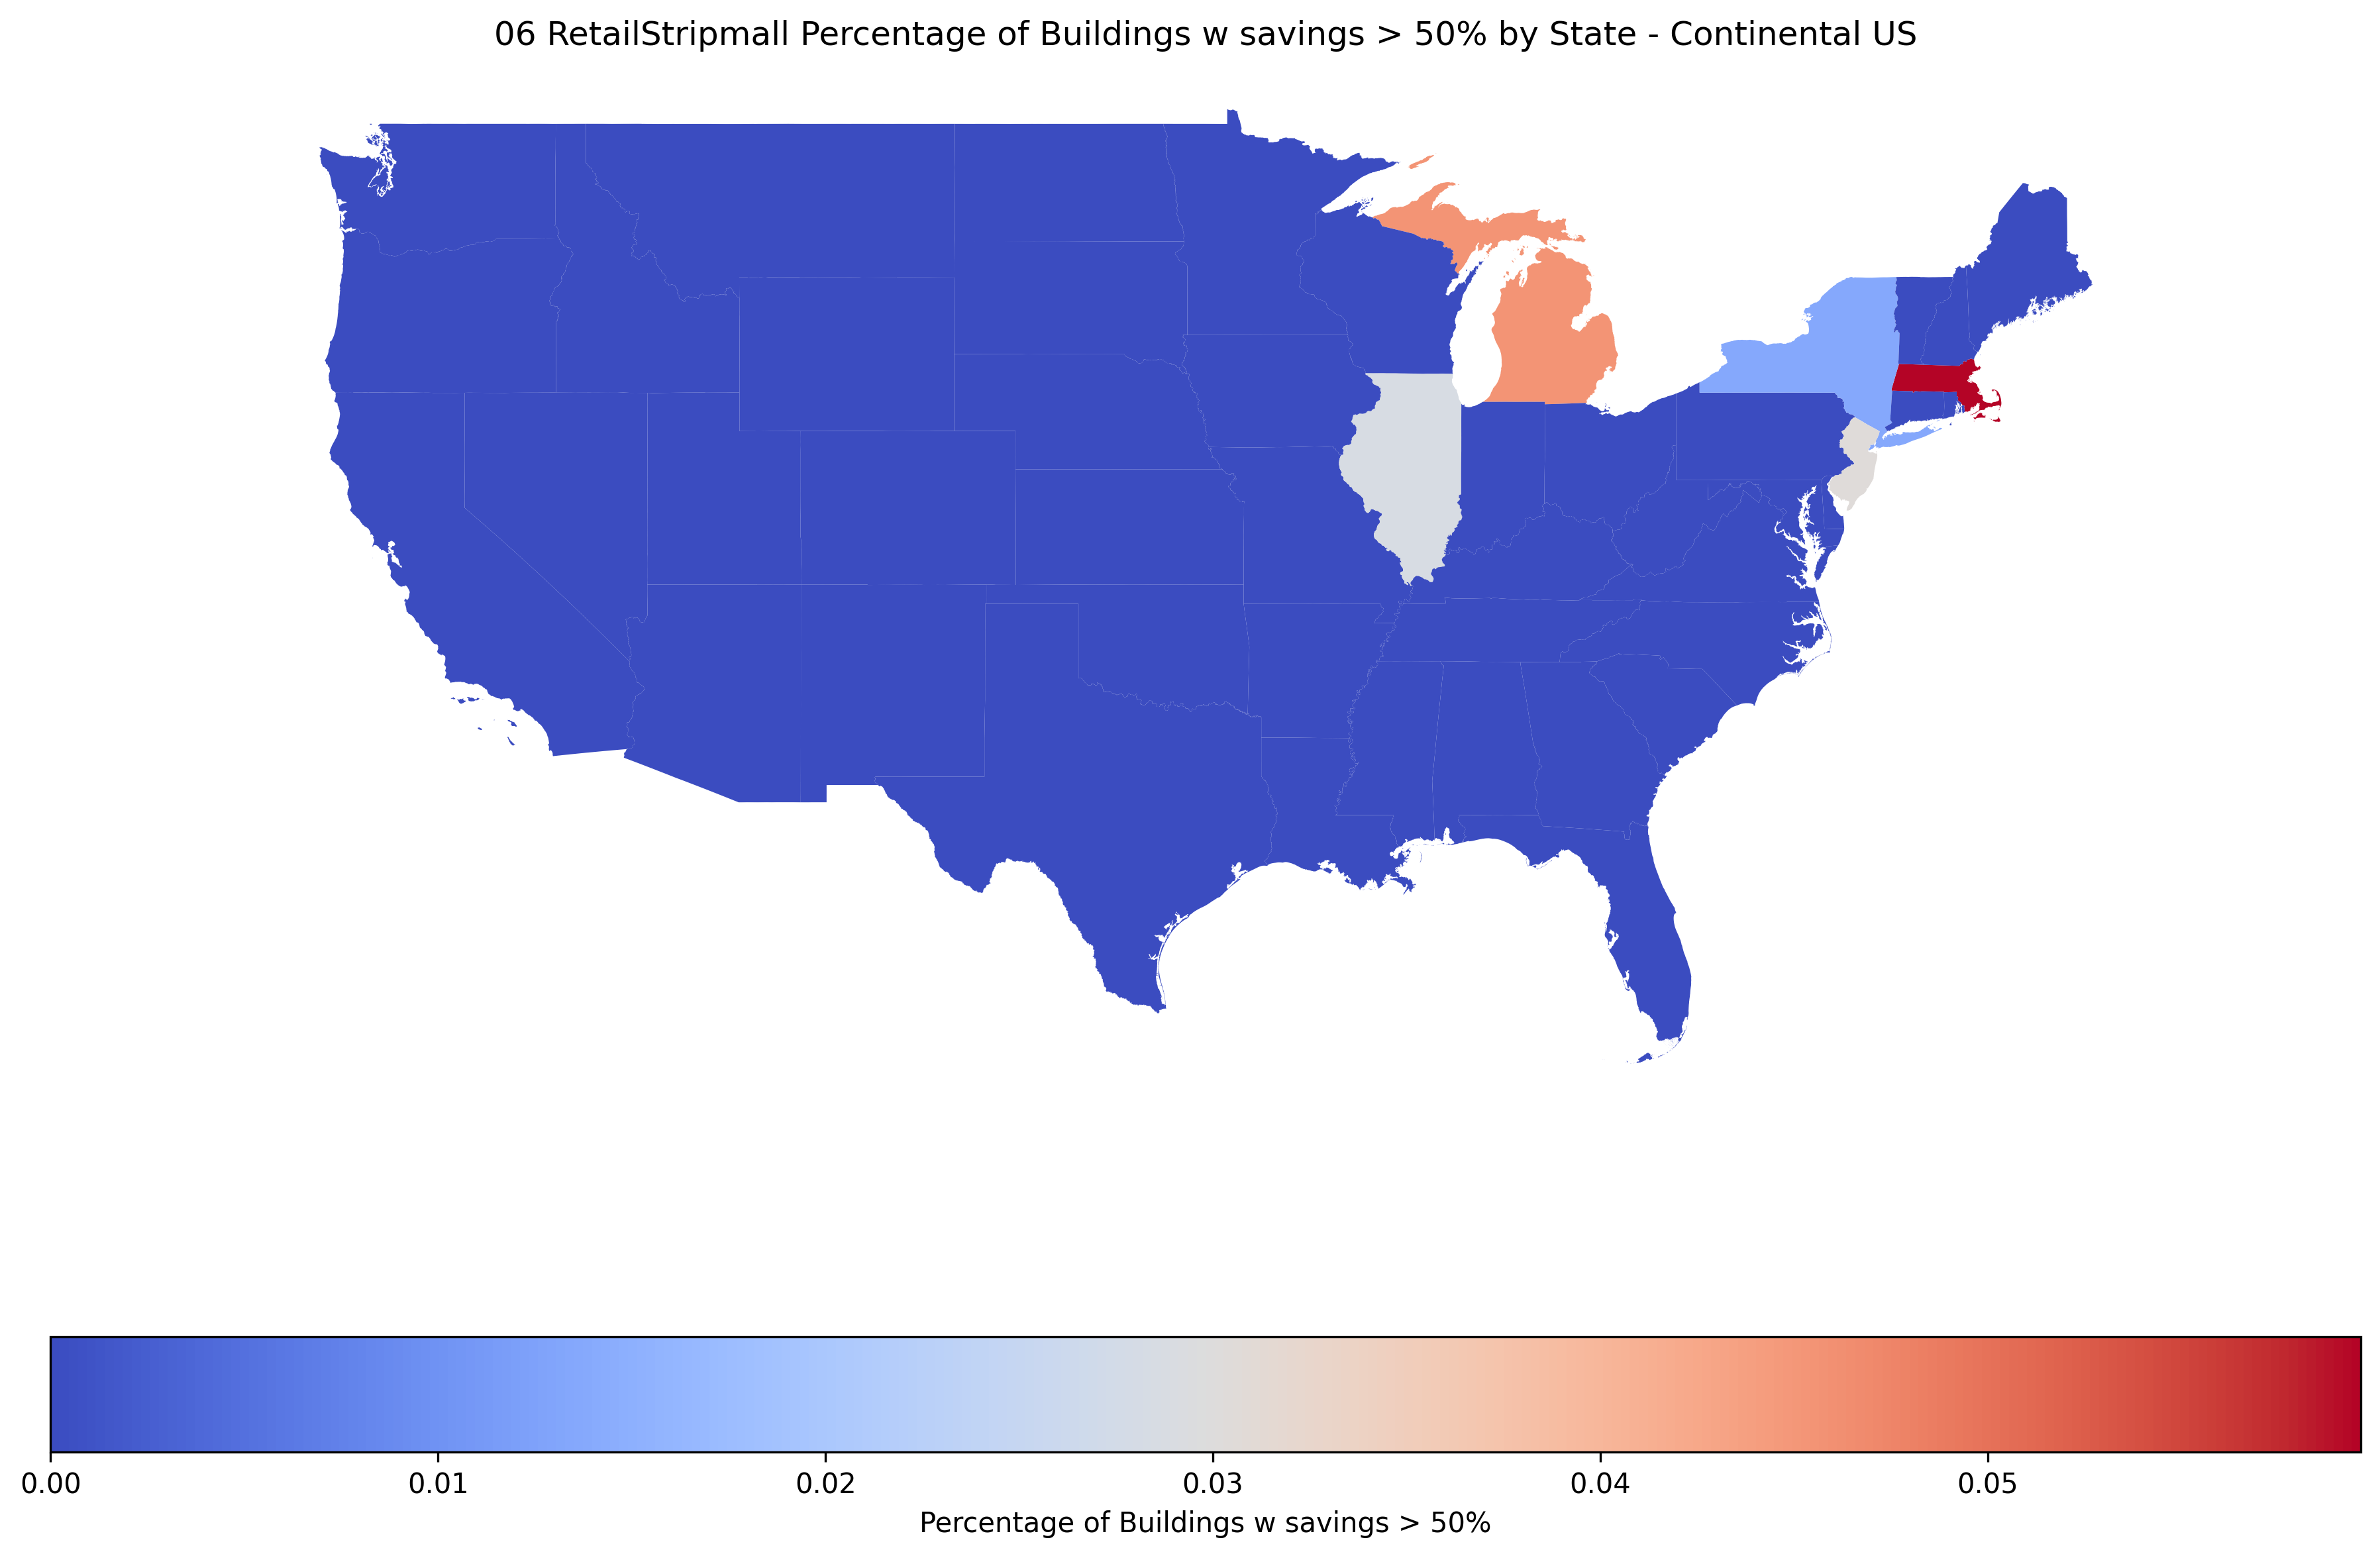 06 RetailStripmall Percentage of Buildings w savings > 50% by State - Continental US
0.00 0.01 0.02 0.03 0.04 0.05
Percentage of Buildings w savings > 50%